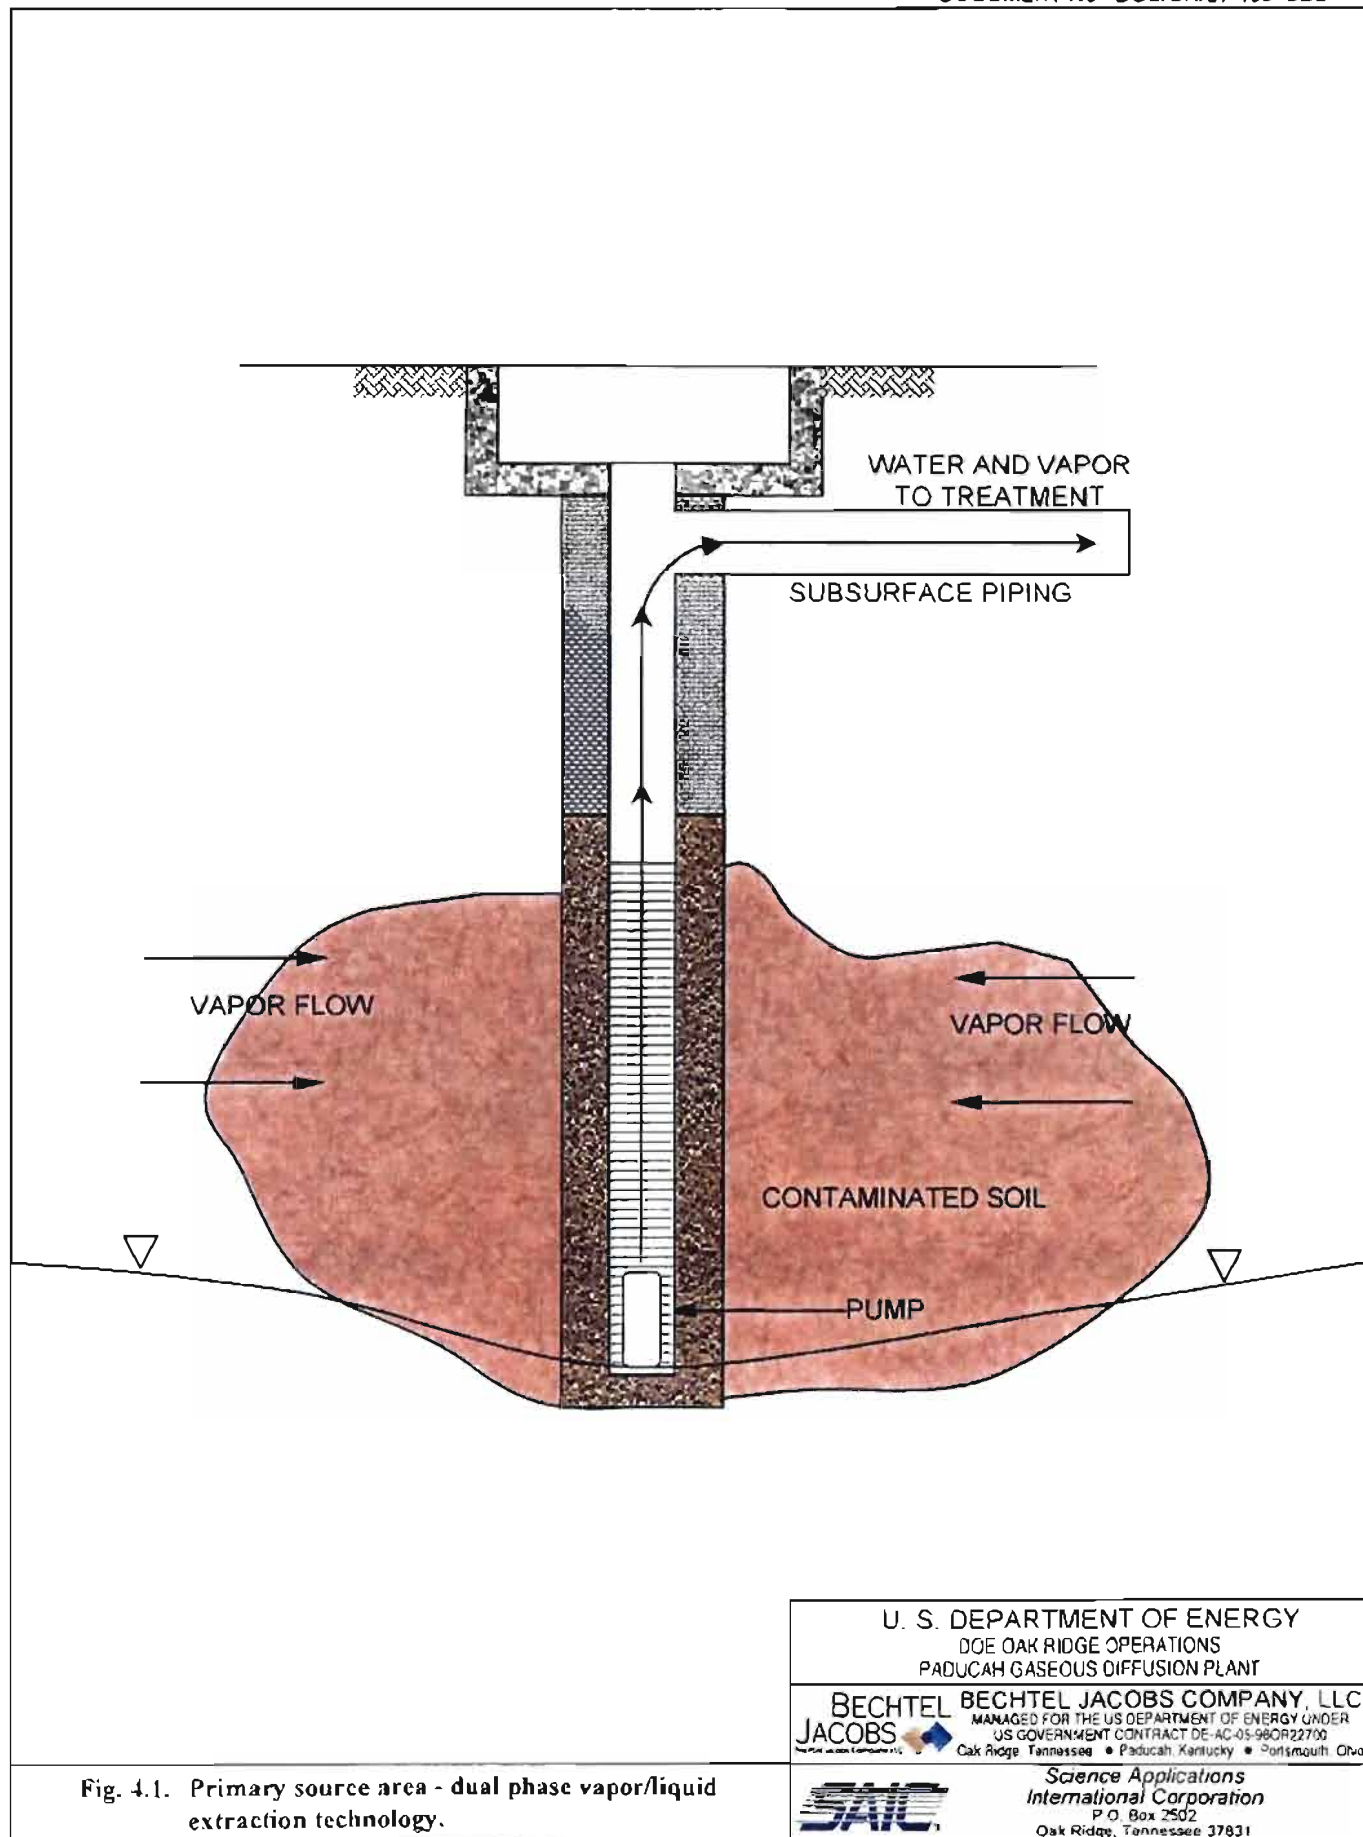 WATER AND VAPOR
TO TREATMENT
SUBSURFACE PIPING
VAPOR FLOW
VAPOR FLOW
CONTAMINATED SOIL
PUMP
U. S. DEPARTMENT OF ENERGY
DOE OAK RIDGE OPERATIONS
PADUCAH GASEOUS DIFFUSION PLANT
BECHTEL
JACOBS
BECHTEL JACOBS COMPANY, LLC
MANAGED FOR THE US DEPARTMENT OF ENERGY UNDER
US GOVERNMENT CONTRACT DE-AC-05-98OR22700
Oak Ridge Tennessee • Paducah, Kentucky • Portsmouth Ohio
Fig. 4.1. Primary source area - dual phase vapor/liquid
extraction technology.
SAIC
Science Applications
International Corporation
P.O. Box 2502
Oak Ridge, Tennessee 37831